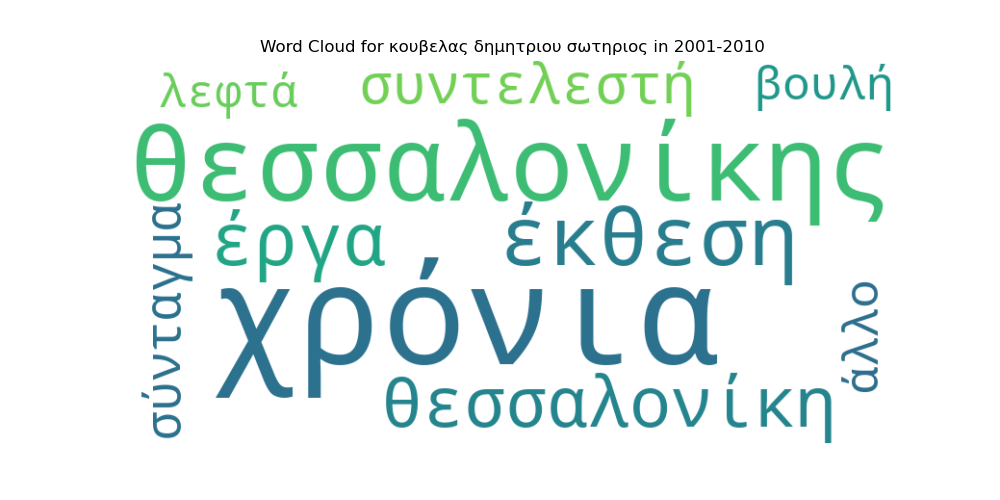 Word Cloud for κουβελας δημητριου σωτηριος in 2001-2010
λεφτά συντελεστή βουλή
θεσσαλονίκης
έργα έκθεση
σύνταγμα
χρόνια
άλλο
θεσσαλονίκη